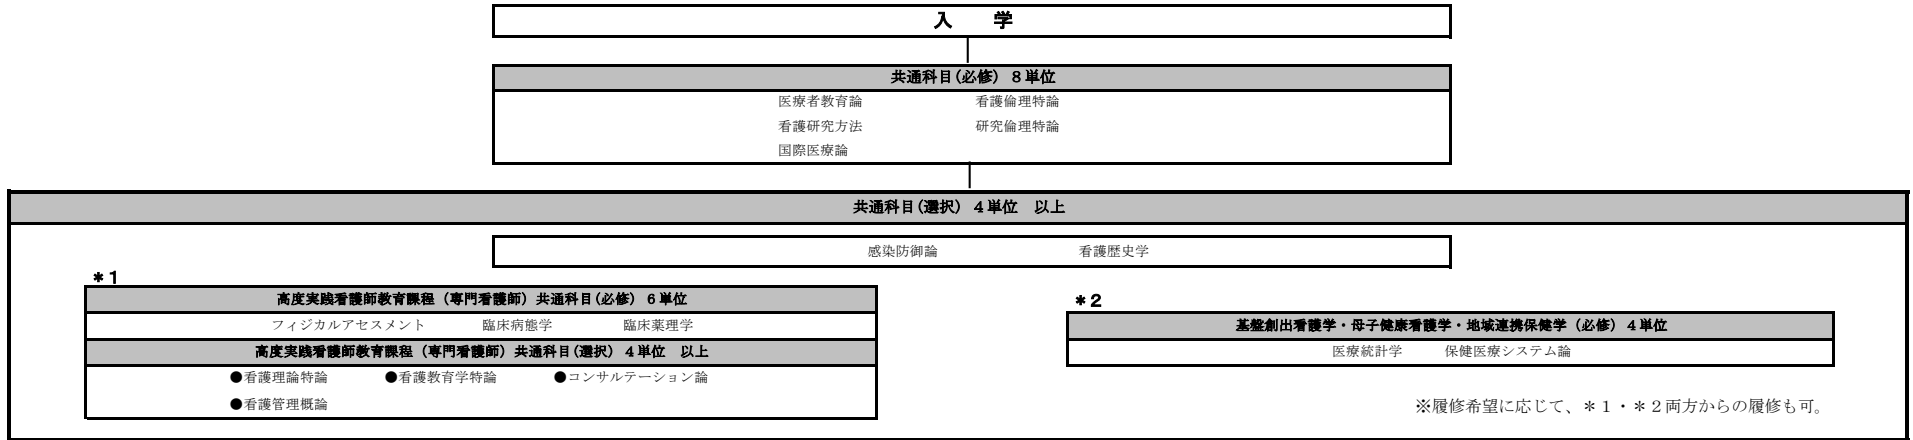 入　学
共通科目(必修) ８単位
医療者教育論　看護倫理特論
看護研究方法　研究倫理特論
国際医療論
共通科目(選択) ４単位　以上
感染防御論　看護歴史学
＊１
高度実践看護師教育課程（専門看護師）共通科目(必修) ６単位
フィジカルアセスメント　臨床病態学　臨床薬理学
高度実践看護師教育課程（専門看護師）共通科目(選択) ４単位　以上
●看護理論特論　●看護教育学特論　●コンサルテーション論
●看護管理概論
＊２
基盤創出看護学・母子健康看護学・地域連携保健学（必修）４単位
医療統計学　保健医療システム論
※履修希望に応じて、＊１・＊２両方からの履修も可。